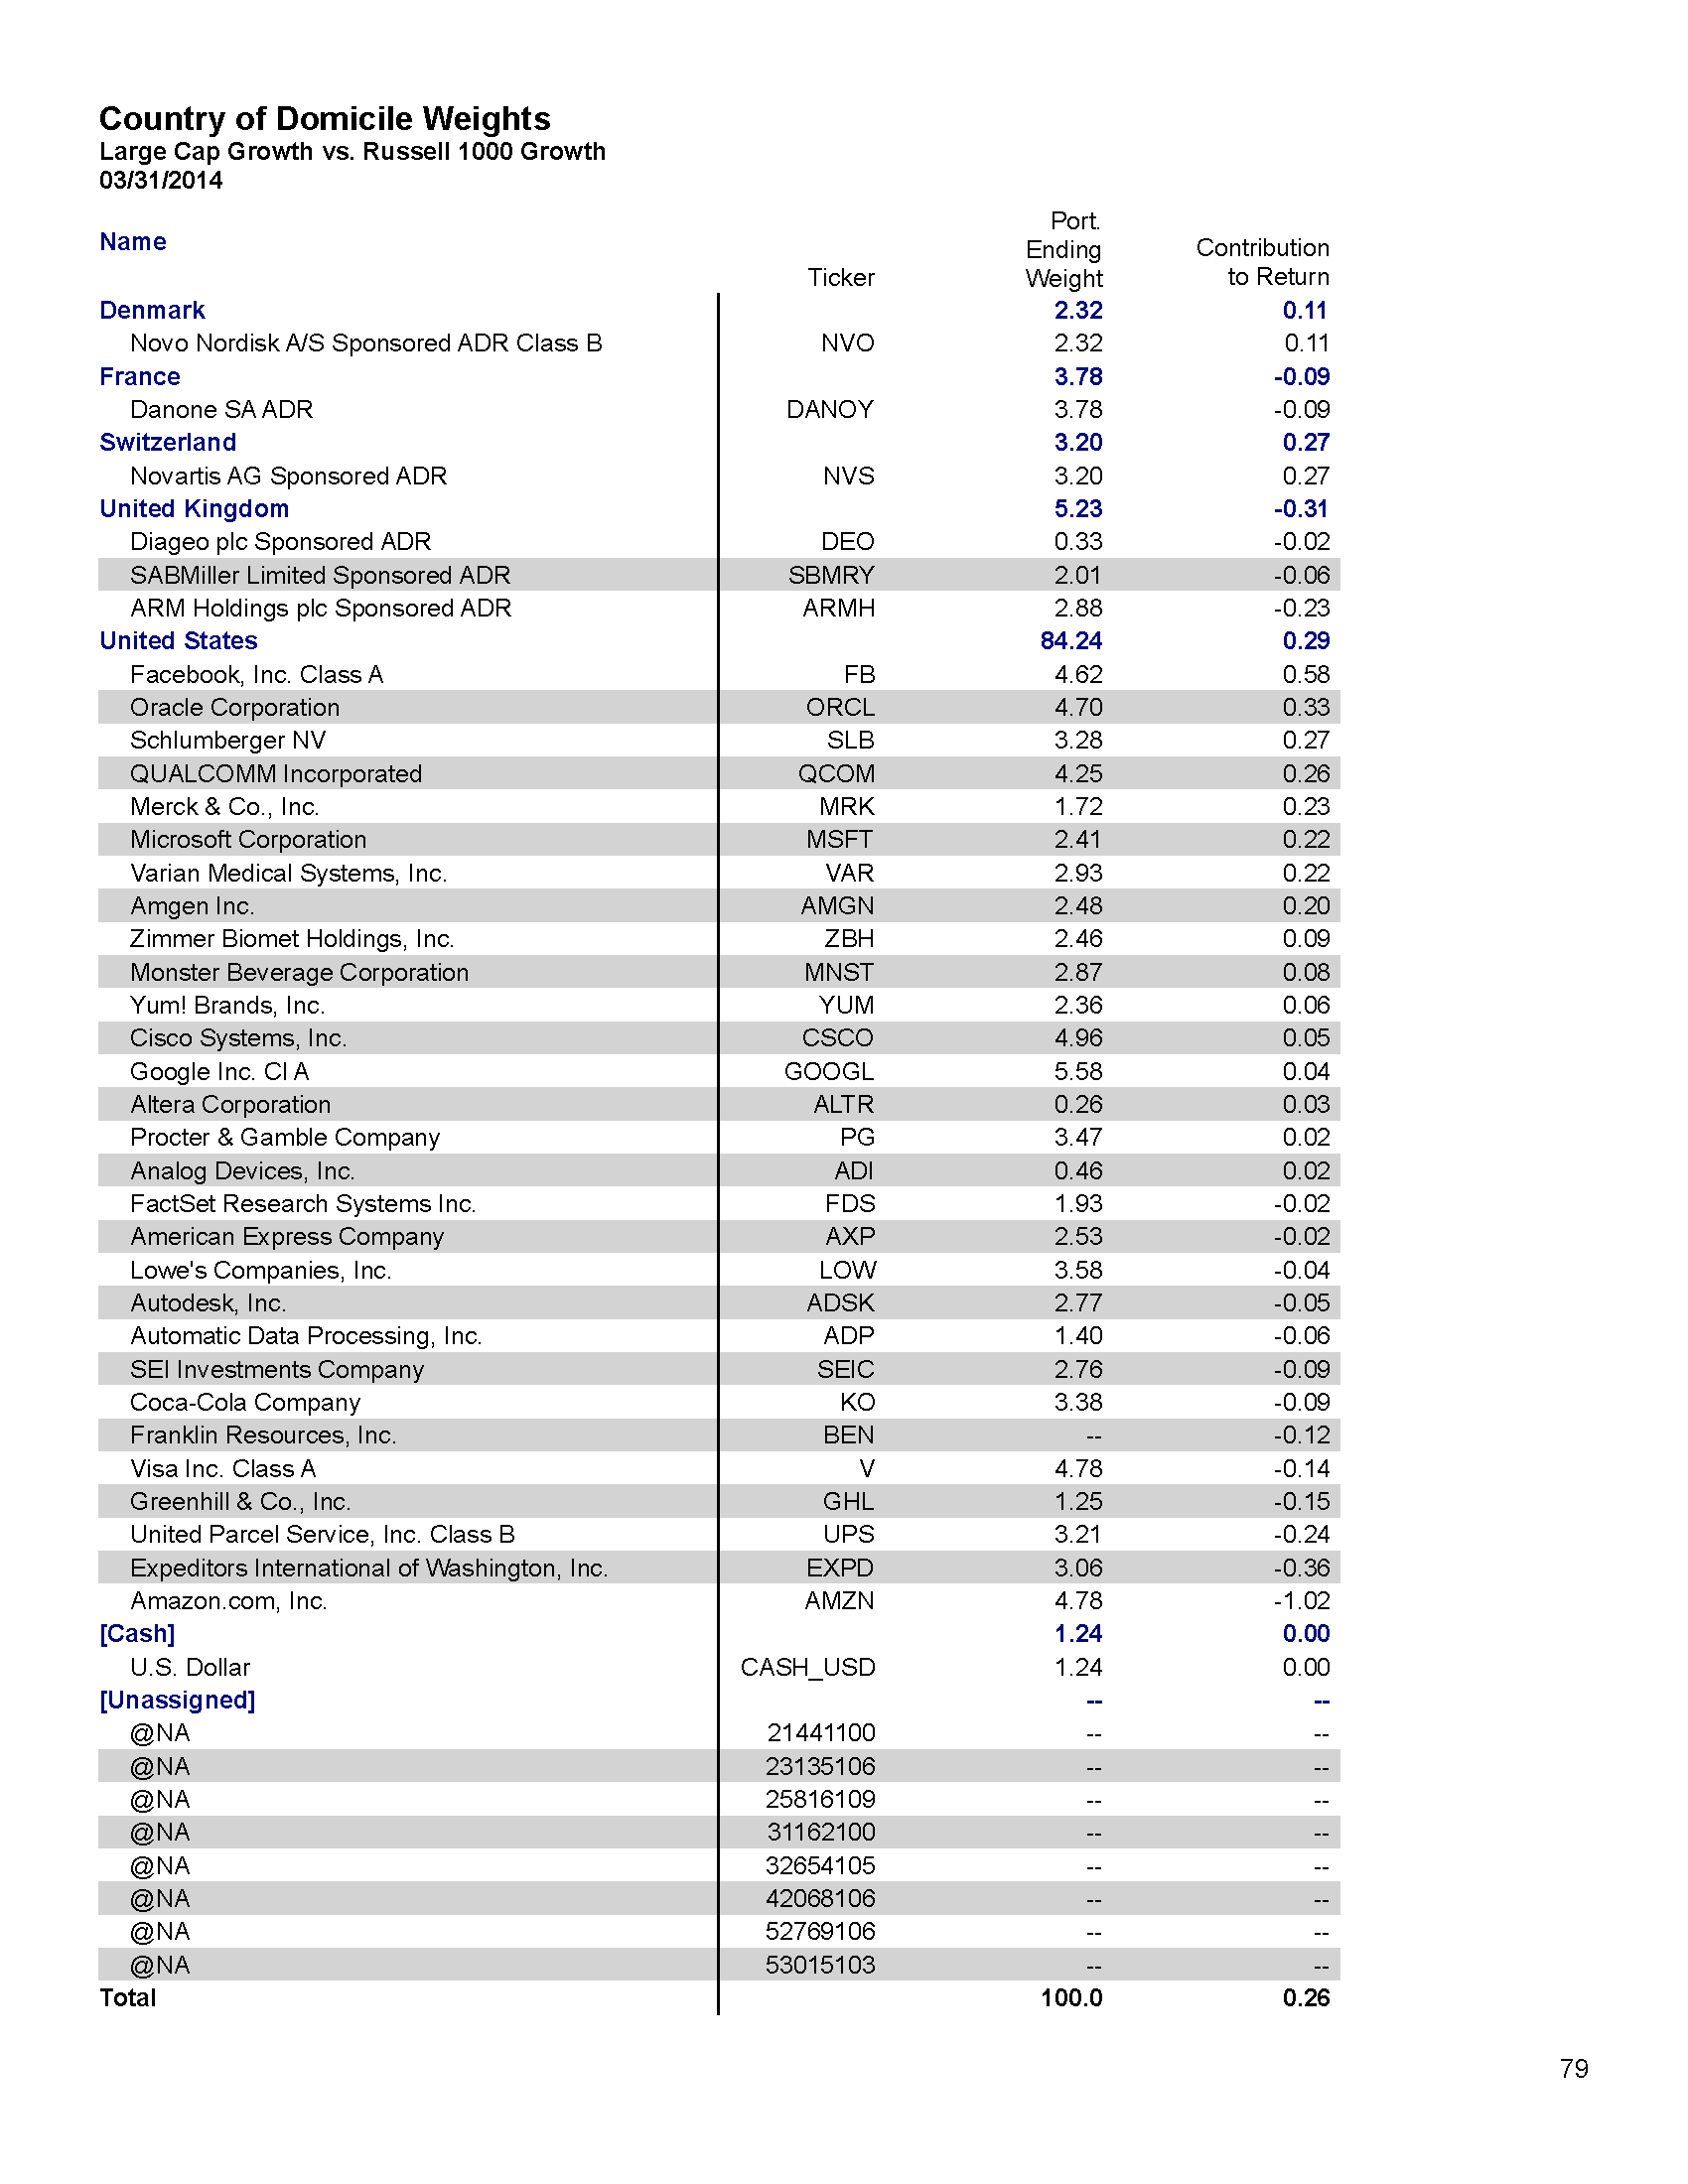 Country of Domicile Weights
Large Cap Growth vs. Russell 1000 Growth
03/31/2014
Name Ticker Port. Ending Weight Contribution to Return
Denmark 2.32 0.11
Novo Nordisk A/S Sponsored ADR Class B NVO 2.32 0.11
France 3.78 -0.09
Danone SA ADR DANOY 3.78 -0.09
Switzerland 3.20 0.27
Novartis AG Sponsored ADR NVS 3.20 0.27
United Kingdom 5.23 -0.31
Diageo plc Sponsored ADR DEO 0.33 -0.02
SABMiller Limited Sponsored ADR SBMRY 2.01 -0.06
ARM Holdings plc Sponsored ADR ARMH 2.88 -0.23
United States 84.24 0.29
Facebook, Inc. Class A FB 4.62 0.58
Oracle Corporation ORCL 4.70 0.33
Schlumberger NV SLB 3.28 0.27
QUALCOMM Incorporated QCOM 4.25 0.26
Merck & Co., Inc. MRK 1.72 0.23
Microsoft Corporation MSFT 2.41 0.22
Varian Medical Systems, Inc. VAR 2.93 0.22
Amgen Inc. AMGN 2.48 0.20
Zimmer Biomet Holdings, Inc. ZBH 2.46 0.09
Monster Beverage Corporation MNST 2.87 0.08
Yum! Brands, Inc. YUM 2.36 0.06
Cisco Systems, Inc. CSCO 4.96 0.05
Google Inc. Cl A GOOGL 5.58 0.04
Altera Corporation ALTR 0.26 0.03
Procter & Gamble Company PG 3.47 0.02
Analog Devices, Inc. ADI 0.46 0.02
FactSet Research Systems Inc. FDS 1.93 -0.02
American Express Company AXP 2.53 -0.02
Lowe's Companies, Inc. LOW 3.58 -0.04
Autodesk, Inc. ADSK 2.77 -0.05
Automatic Data Processing, Inc. ADP 1.40 -0.06
SEI Investments Company SEIC 2.76 -0.09
Coca-Cola Company KO 3.38 -0.09
Franklin Resources, Inc. BEN -- -0.12
Visa Inc. Class A V 4.78 -0.14
Greenhill & Co., Inc. GHL 1.25 -0.15
United Parcel Service, Inc. Class B UPS 3.21 -0.24
Expeditors International of Washington, Inc. EXPD 3.06 -0.36
Amazon.com, Inc. AMZN 4.78 -1.02
[Cash] 1.24 0.00
U.S. Dollar CASH_USD 1.24 0.00
[Unassigned] -- --
@NA 21441100 -- --
@NA 23135106 -- --
@NA 25816109 -- --
@NA 31162100 -- --
@NA 32654105 -- --
@NA 42068106 -- --
@NA 52769106 -- --
@NA 53015103 -- --
Total 100.0 0.26
79